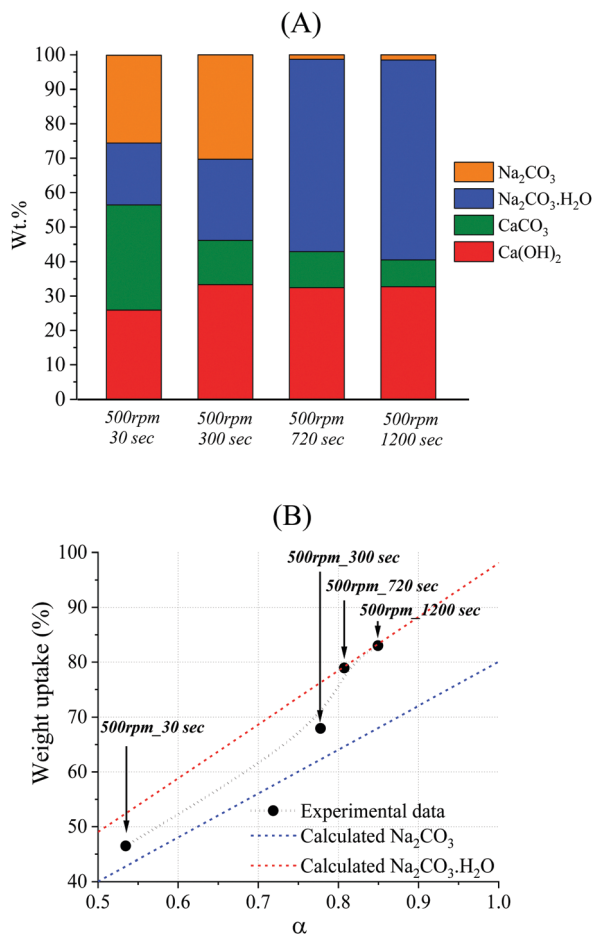 (A)
100
90
80
70
60
50
40
30
20
10
0
Wt.%
Na₂CO₃
Na₂CO₃.H₂O
CaCO₃
Ca(OH)₂
500rpm
30 sec
500rpm
300 sec
500rpm
720 sec
500rpm
1200 sec
(B)
100
90
80
70
60
50
40
Weight uptake (%)
500rpm_300 sec
500rpm_720 sec
500rpm_1200 sec
500rpm_30 sec
Experimental data
Calculated Na₂CO₃
Calculated Na₂CO₃.H₂O
0.5 0.6 0.7 0.8 0.9 1.0
α